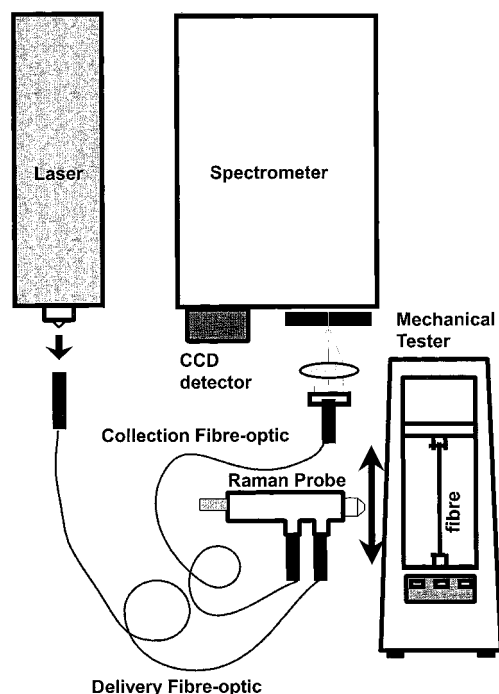 Laser
Spectrometer
Mechanical
Tester
CCD
detector
Collection Fibre-optic
Raman Probe
fibre
Delivery Fibre-optic